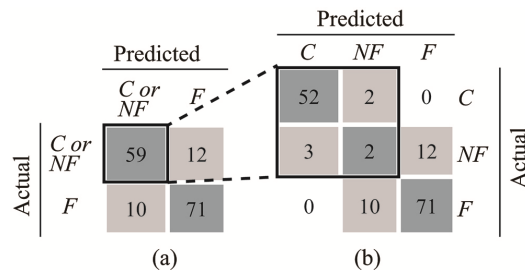 Predicted
C or NF F
Actual
C or NF 59 12
F 10 71
(a)
Predicted
C NF F
52 2 0 C
3 2 12 NF
0 10 71 F
Actual
(b)